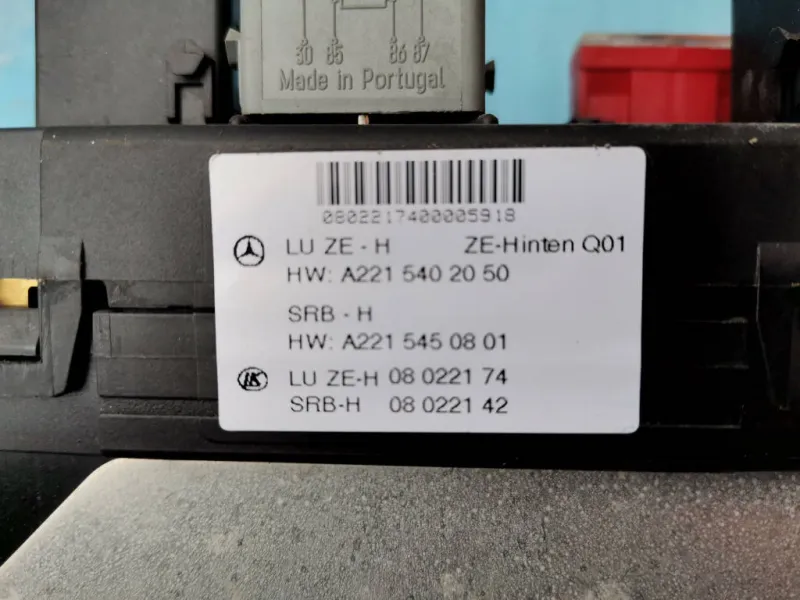 30 85 86 87
Made in Portugal
0802217400005918
LU ZE - H ZE-Hinten Q01
HW: A221 540 20 50
SRB - H
HW: A221 545 08 01
LK LU ZE-H 08 0221 74
SRB-H 08 0221 42